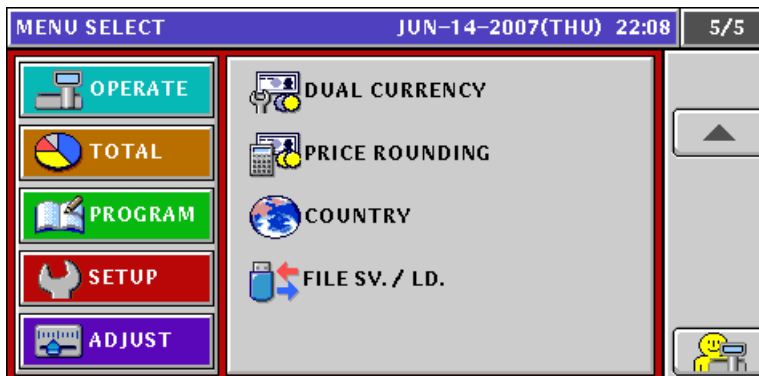 MENU SELECT JUN-14-2007(THU) 22:08 5/5
OPERATE
TOTAL
PROGRAM
SETUP
ADJUST
DUAL CURRENCY
PRICE ROUNDING
COUNTRY
FILE SV. / LD.